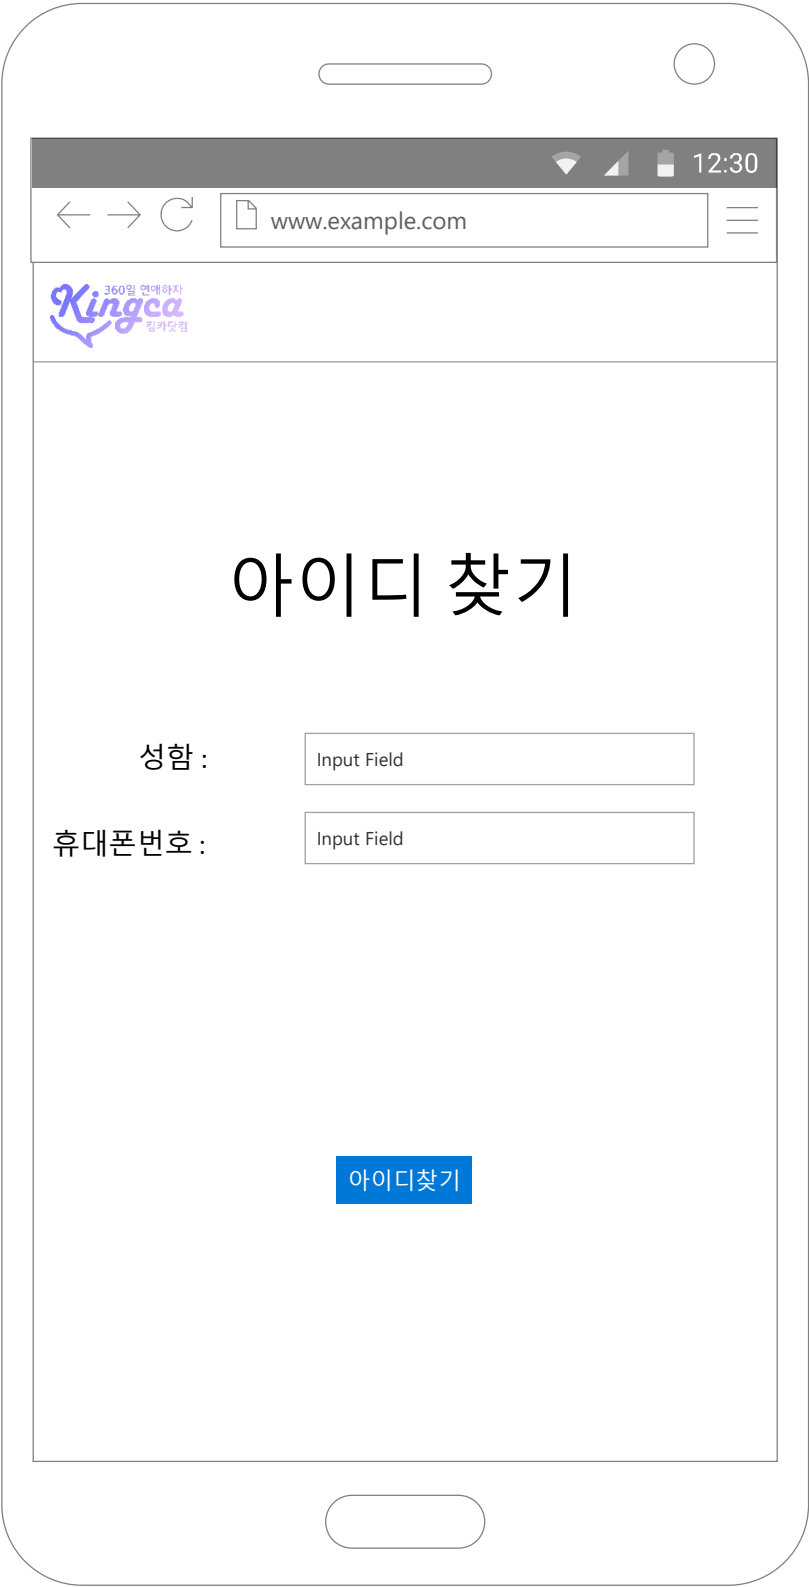 12:30
www.example.com
360일 연애하자
Kingca
킹카닷컴
아이디 찾기
성함 :
Input Field
휴대폰번호 :
Input Field
아이디찾기